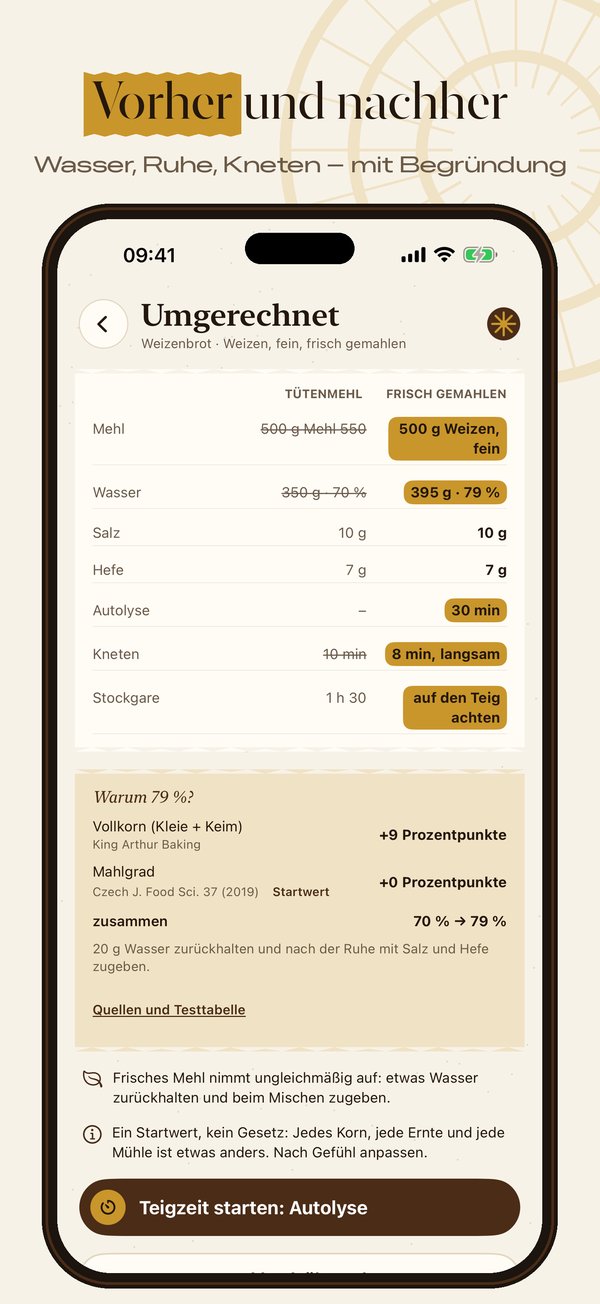 Vorher und nachher
Wasser, Ruhe, Kneten – mit Begründung
09:41
Umgerechnet
Weizenbrot · Weizen, fein, frisch gemahlen
TÜTENMEHL FRISCH GEMAHLEN
Mehl 500 g Mehl 550 500 g Weizen,
fein
Wasser 350 g · 70 % 395 g · 79 %
Salz 10 g 10 g
Hefe 7 g 7 g
Autolyse – 30 min
Kneten 10 min 8 min, langsam
Stockgare 1 h 30 auf den Teig
achten
Warum 79 %?
Vollkorn (Kleie + Keim) +9 Prozentpunkte
King Arthur Baking
Mahlgrad +0 Prozentpunkte
Czech J. Food Sci. 37 (2019) Startwert
zusammen 70 % → 79 %
20 g Wasser zurückhalten und nach der Ruhe mit Salz und Hefe
zugeben.
Quellen und Testtabelle
Frisches Mehl nimmt ungleichmäßig auf: etwas Wasser
zurückhalten und beim Mischen zugeben.
Ein Startwert, kein Gesetz: Jedes Korn, jede Ernte und jede
Mühle ist etwas anders. Nach Gefühl anpassen.
Teigzeit starten: Autolyse